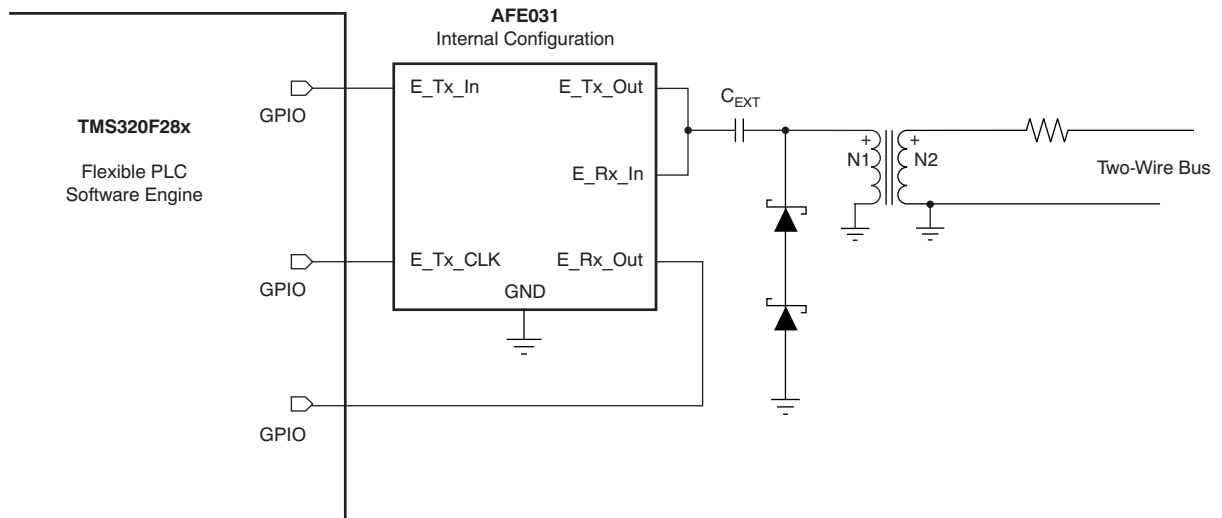 AFE031
Internal Configuration
E_Tx_In
E_Tx_Out
GPIO
C_EXT
TMS320F28x
Flexible PLC
Software Engine
E_Rx_In
+
N1
+
N2
Two-Wire Bus
E_Tx_CLK
E_Rx_Out
GPIO
GND
GPIO